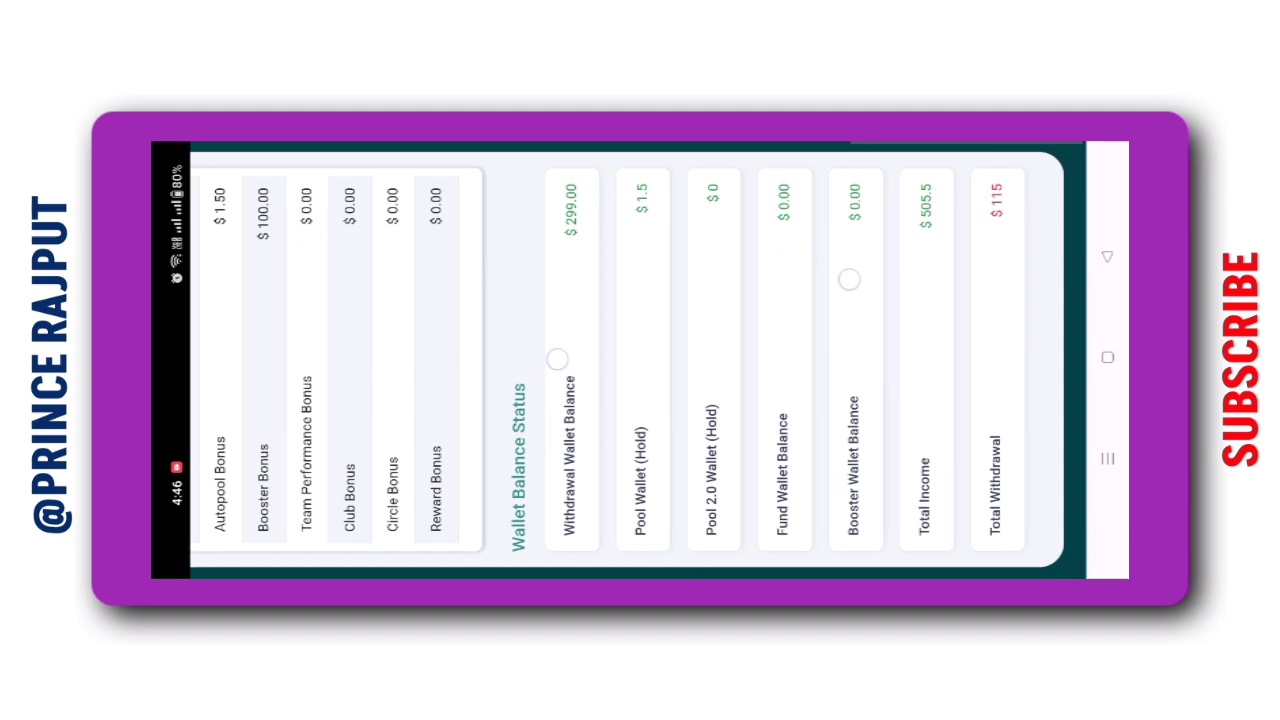 @PRINCE RAJPUT
4:46 80%
Autopool Bonus $ 1.50
Booster Bonus $ 100.00
Team Performance Bonus $ 0.00
Club Bonus $ 0.00
Circle Bonus $ 0.00
Reward Bonus $ 0.00
Wallet Balance Status
Withdrawal Wallet Balance $ 299.00
Pool Wallet (Hold) $ 1.5
Pool 2.0 Wallet (Hold) $ 0
Fund Wallet Balance $ 0.00
Booster Wallet Balance $ 0.00
Total Income $ 505.5
Total Withdrawal $ 115
SUBSCRIBE